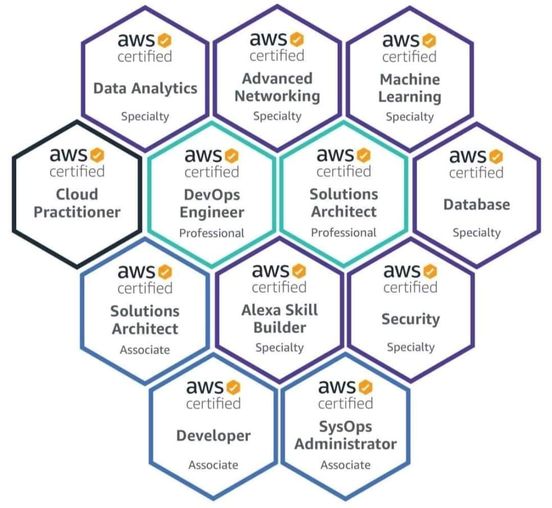 aws
certified
Data Analytics
Specialty
aws
certified
Advanced
Networking
Specialty
aws
certified
Machine
Learning
Specialty
aws
certified
Cloud
Practitioner
aws
certified
DevOps
Engineer
Professional
aws
certified
Solutions
Architect
Professional
aws
certified
Database
Specialty
aws
certified
Solutions
Architect
Associate
aws
certified
Alexa Skill
Builder
Specialty
aws
certified
Security
Specialty
aws
certified
Developer
Associate
aws
certified
SysOps
Administrator
Associate